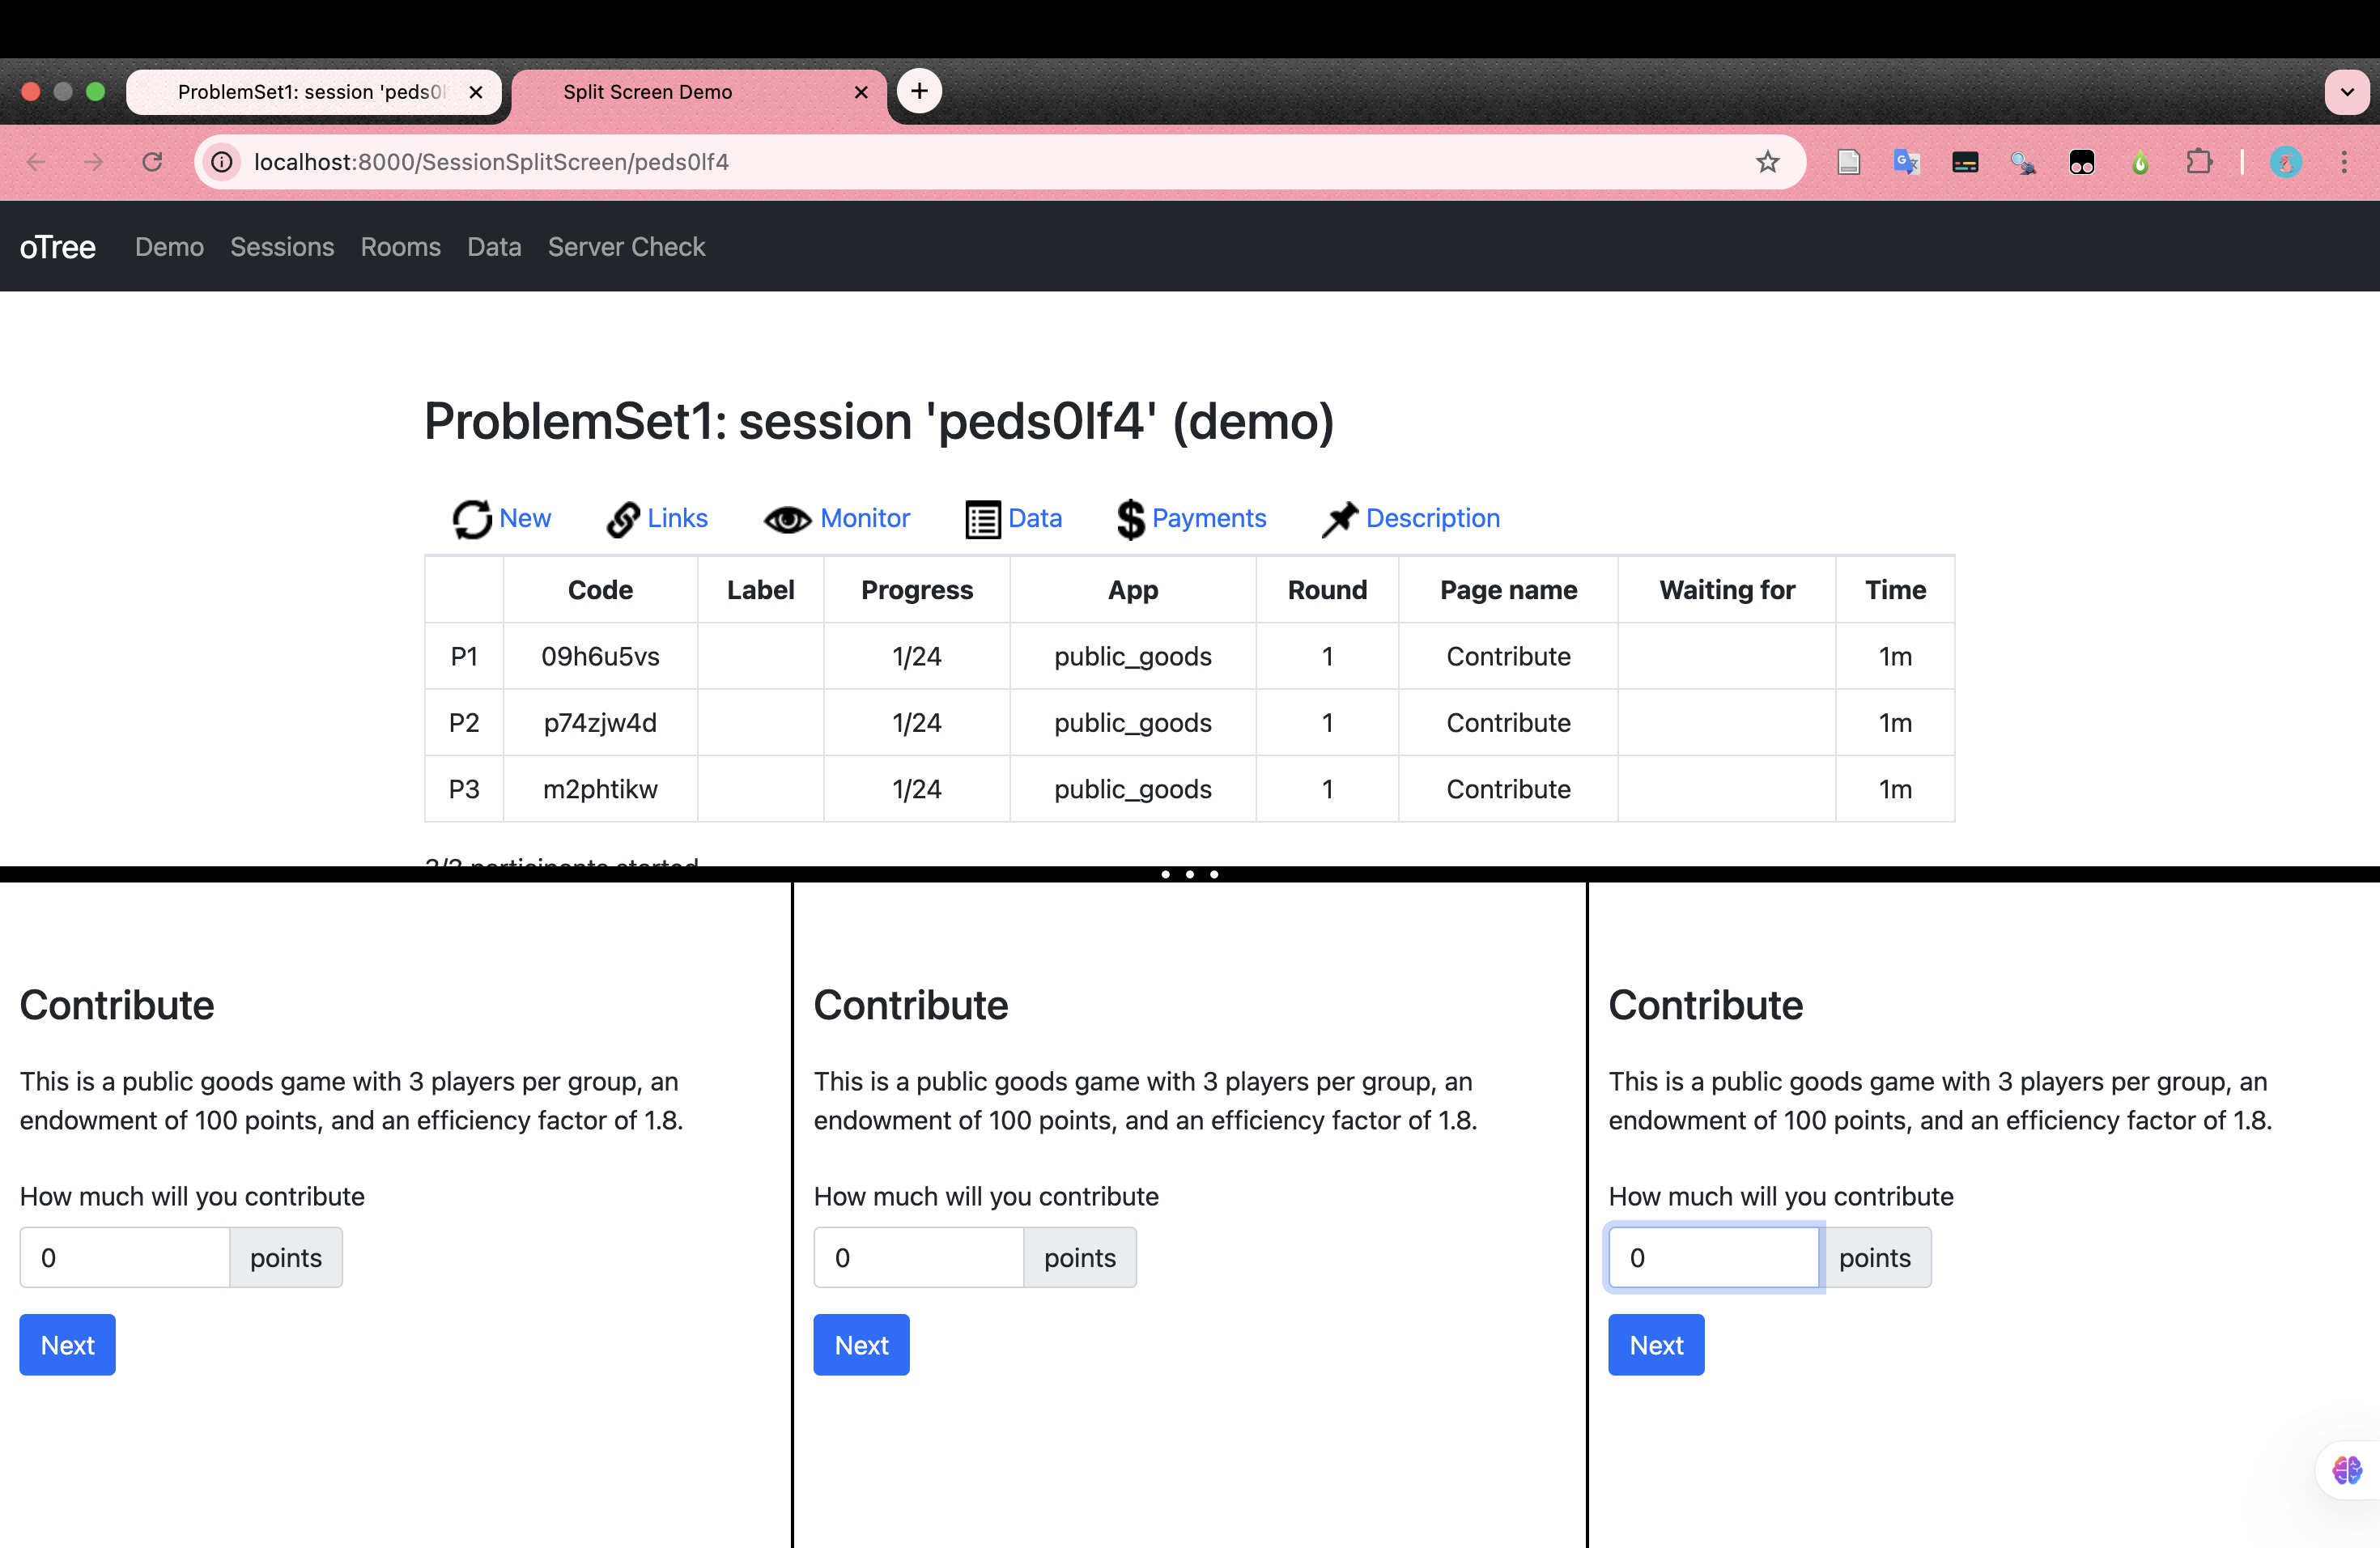 ProblemSet1: session 'peds0l
Split Screen Demo
localhost:8000/SessionSplitScreen/peds0lf4
oTree Demo Sessions Rooms Data Server Check
ProblemSet1: session 'peds0lf4' (demo)
New Links Monitor Data Payments Description
Code Label Progress App Round Page name Waiting for Time
P1 09h6u5vs 1/24 public_goods 1 Contribute 1m
P2 p74zjw4d 1/24 public_goods 1 Contribute 1m
P3 m2phtikw 1/24 public_goods 1 Contribute 1m
3/3 participants started
Contribute
This is a public goods game with 3 players per group, an
endowment of 100 points, and an efficiency factor of 1.8.
How much will you contribute
0 points
Next
Contribute
This is a public goods game with 3 players per group, an
endowment of 100 points, and an efficiency factor of 1.8.
How much will you contribute
0 points
Next
Contribute
This is a public goods game with 3 players per group, an
endowment of 100 points, and an efficiency factor of 1.8.
How much will you contribute
0 points
Next